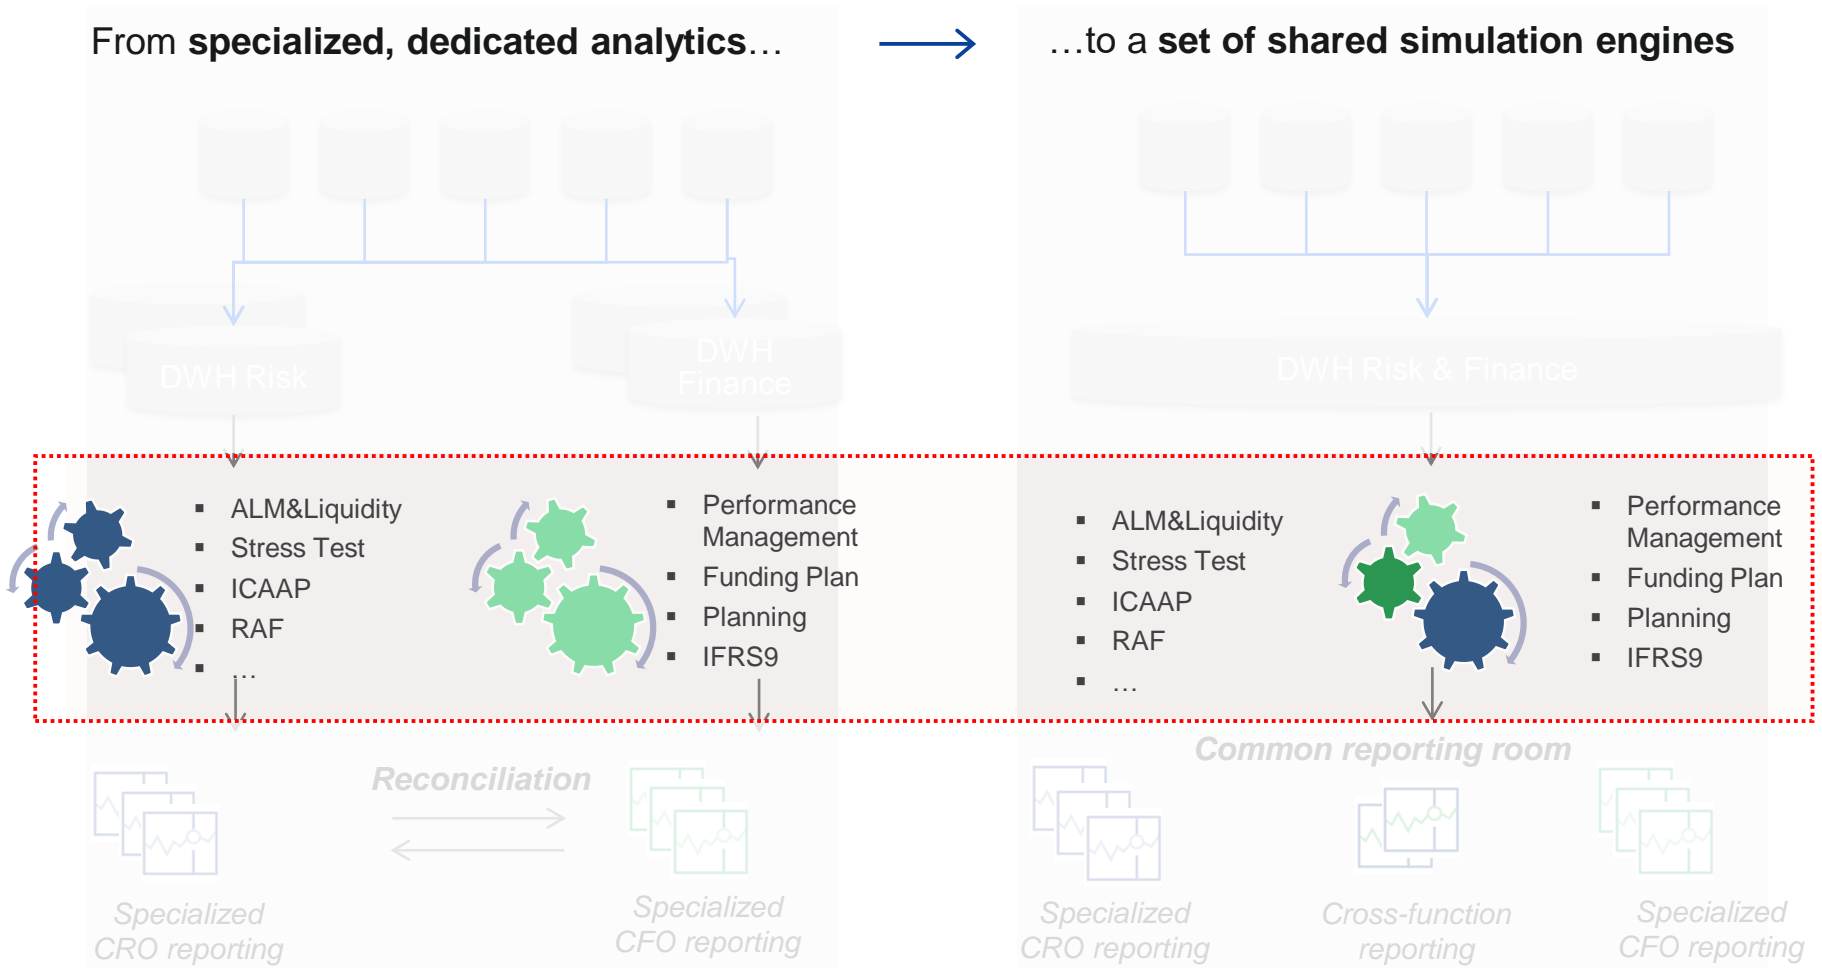 From specialized, dedicated analytics…
…to a set of shared simulation engines
DWH Risk
DWH
Finance
DWH Risk & Finance
▪ ALM&Liquidity
▪ Stress Test
▪ ICAAP
▪ RAF
▪ …
▪ Performance
Management
▪ Funding Plan
▪ Planning
▪ IFRS9
▪ ALM&Liquidity
▪ Stress Test
▪ ICAAP
▪ RAF
▪ …
▪ Performance
Management
▪ Funding Plan
▪ Planning
▪ IFRS9
Reconciliation
Common reporting room
Specialized
CRO reporting
Specialized
CFO reporting
Specialized
CRO reporting
Cross-function
reporting
Specialized
CFO reporting